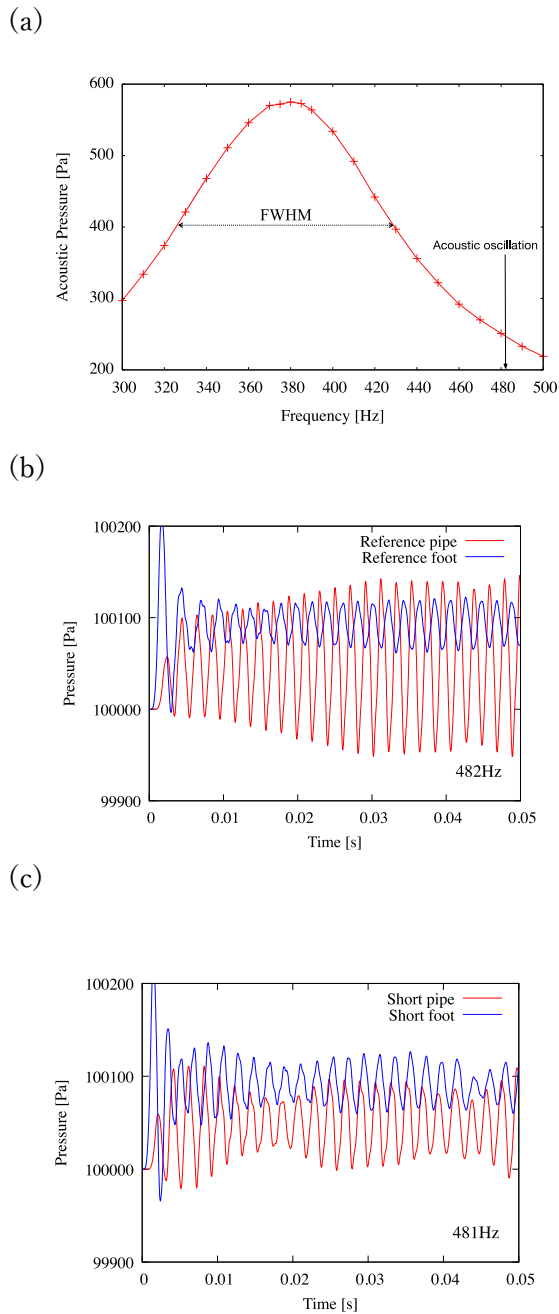 (a)
600
500
400
300
200
Acoustic Pressure [Pa]
FWHM
Acoustic oscillation
300 320 340 360 380 400 420 440 460 480 500
Frequency [Hz]
(b)
100200
100100
100000
99900
Pressure [Pa]
Reference pipe
Reference foot
482Hz
0 0.01 0.02 0.03 0.04 0.05
Time [s]
(c)
100200
100100
100000
99900
Pressure [Pa]
Short pipe
Short foot
481Hz
0 0.01 0.02 0.03 0.04 0.05
Time [s]